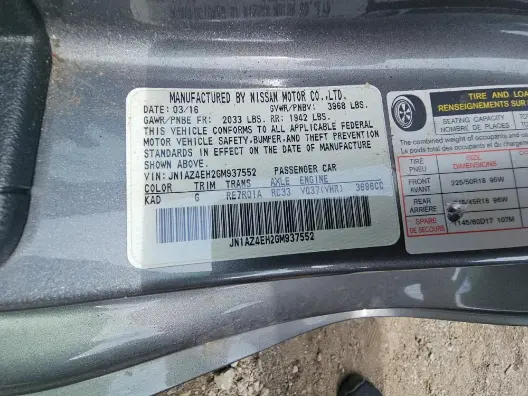 MANUFACTURED BY NISSAN MOTOR CO.,LTD.
DATE: 03/16 GVWR/PNBV: 3968 LBS.
GAWR/PNBE FR: 2033 LBS. RR: 1942 LBS.
THIS VEHICLE CONFORMS TO ALL APPLICABLE FEDERAL
MOTOR VEHICLE SAFETY,BUMPER,AND THEFT PREVENTION
STANDARDS IN EFFECT ON THE DATE OF MANUFACTURE
SHOWN ABOVE.
VIN: JN1AZ4EH2GM937552 PASSENGER CAR
COLOR TRIM TRANS AXLE ENGINE
KAD G RE7R01A RC33 VQ37(VHR) 3696CC
JN1AZ4EH2GM937552
TIRE AND LOA
RENSEIGNEMENTS SUR
SEATING CAPACITY
NOMBRE DE PLACES
The combined weight of occupants
Le poids total des occupants
TIRE
PNEU
DIMENSIONS
FRONT
AVANT
225/50R18 95W
REAR
ARRIÈRE
45R18 96W
SPARE
DE SECOURS
T145/80D17 107M